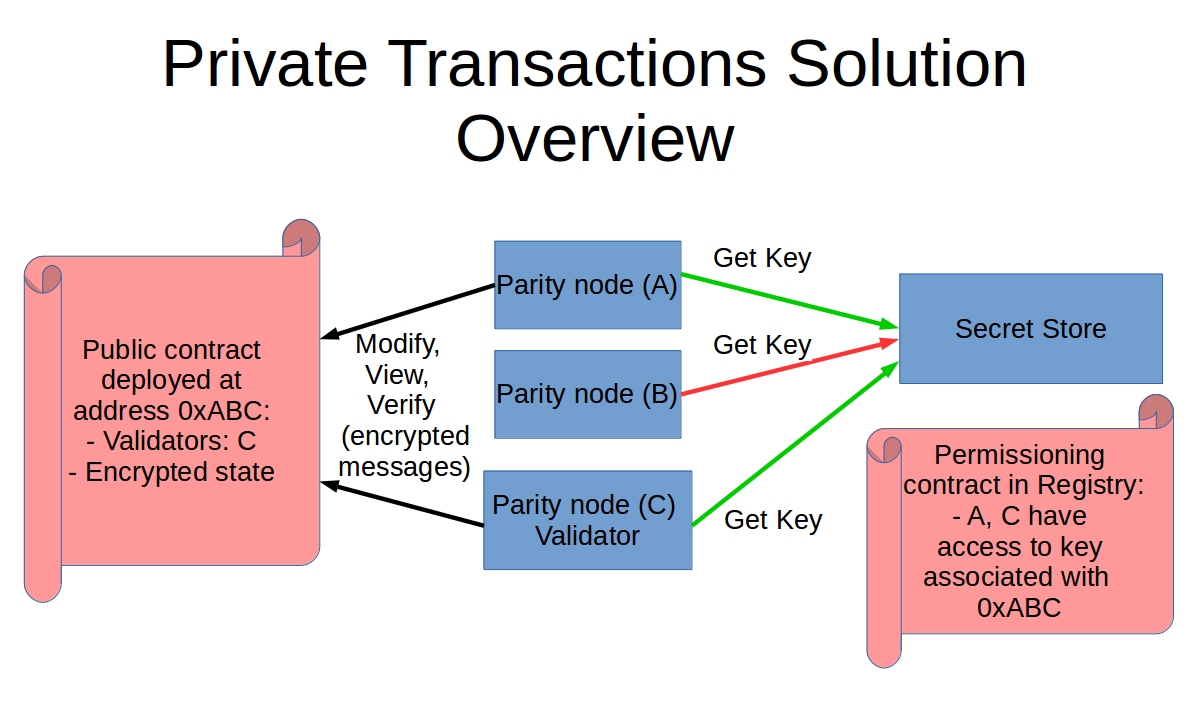 Private Transactions Solution
Overview
Public contract
deployed at
address 0xABC:
- Validators: C
- Encrypted state
Modify,
View,
Verify
(encrypted
messages)
Parity node (A)
Parity node (B)
Parity node (C)
Validator
Get Key
Get Key
Get Key
Secret Store
Permissioning
contract in Registry:
- A, C have
access to key
associated with
0xABC